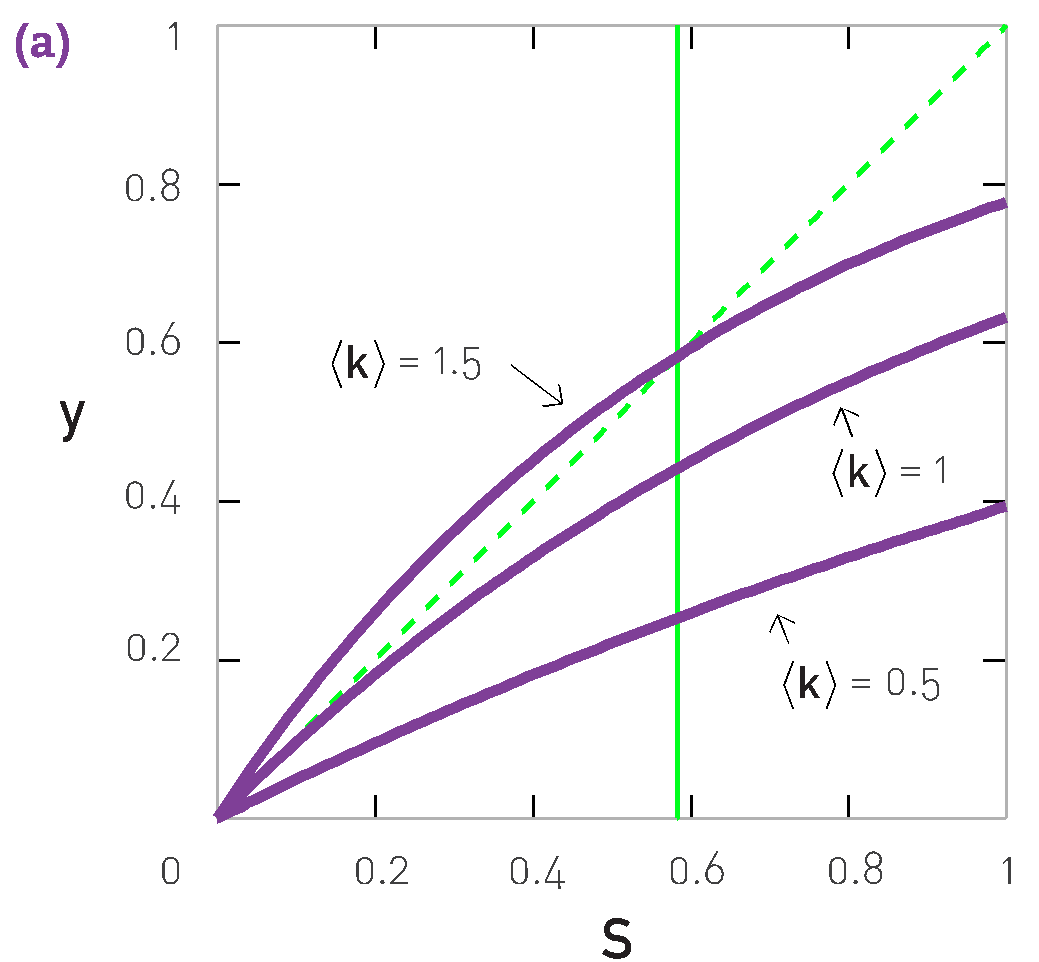 (a)
1
0.8
0.6
⟨k⟩ = 1.5
y
⟨k⟩ = 1
0.4
0.2
⟨k⟩ = 0.5
0 0.2 0.4 0.6 0.8 1
S